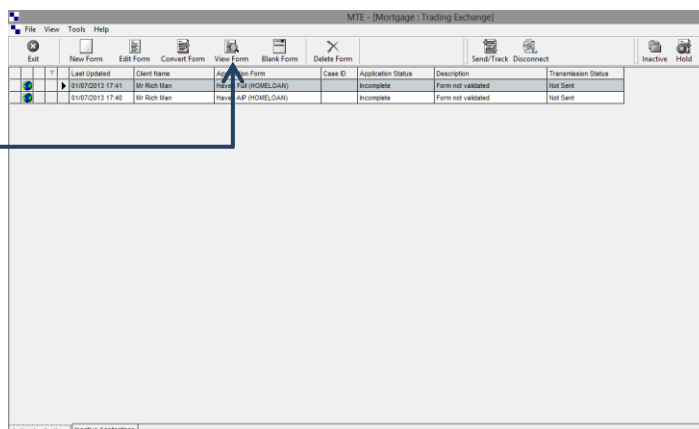 MTE - [Mortgage : Trading Exchange]
File View Tools Help
Exit New Form Edit Form Convert Form View Form Blank Form Delete Form Send/Track Disconnect Inactive Hold
Last Updated Client Name Form Case ID Application Status Description Transmission Status
01/07/2013 17:41 Mr Rich Man Full (HOMELOAN) Incomplete Form not validated Not Sent
01/07/2013 17:40 Mr Rich Man AIP (HOMELOAN) Incomplete Form not validated Not Sent
Inactive Applications